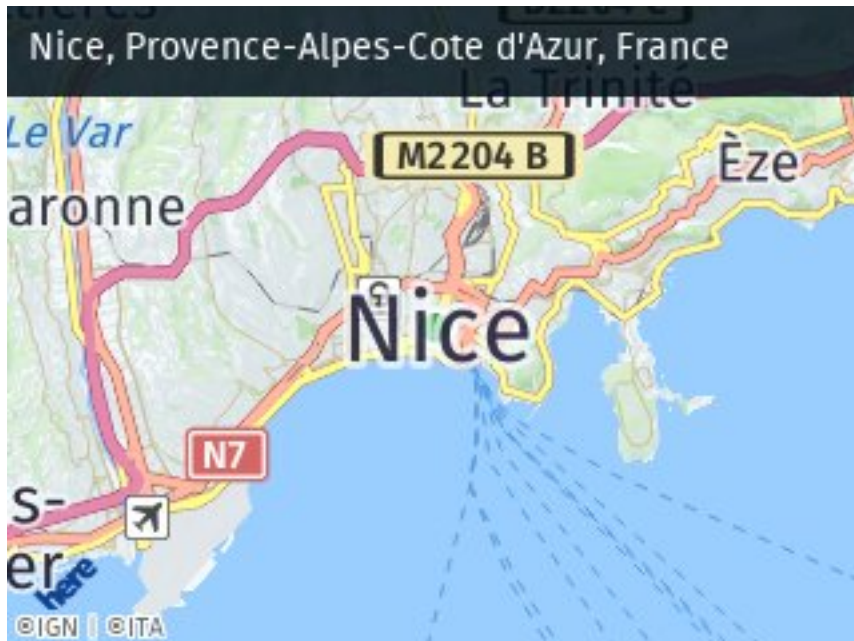 Nice, Provence-Alpes-Cote d'Azur, France
La Trinité
Le Var
M2204 B
Èze
aronne
Nice
N7
s-
er
here
©IGN | ©ITA